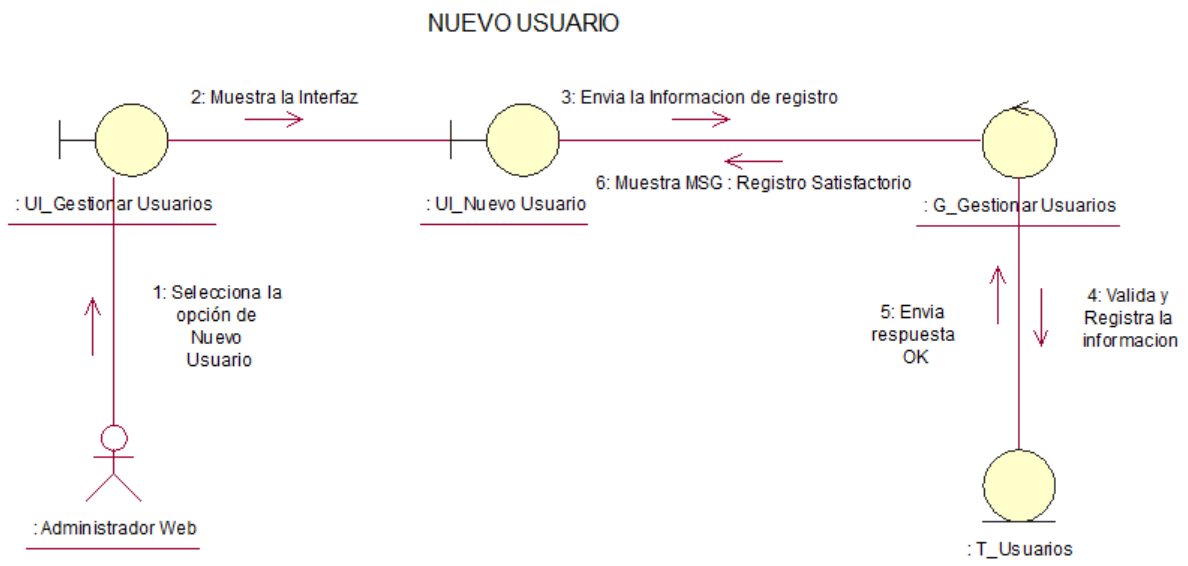 NUEVO USUARIO
2: Muestra la Interfaz
3: Envia la Informacion de registro
6: Muestra MSG : Registro Satisfactorio
: UI_Gestionar Usuarios
: UI_Nuevo Usuario
: G_Gestionar Usuarios
1: Selecciona la
opción de
Nuevo
Usuario
5: Envia
respuesta
OK
4: Valida y
Registra la
informacion
: Administrador Web
: T_Usuarios